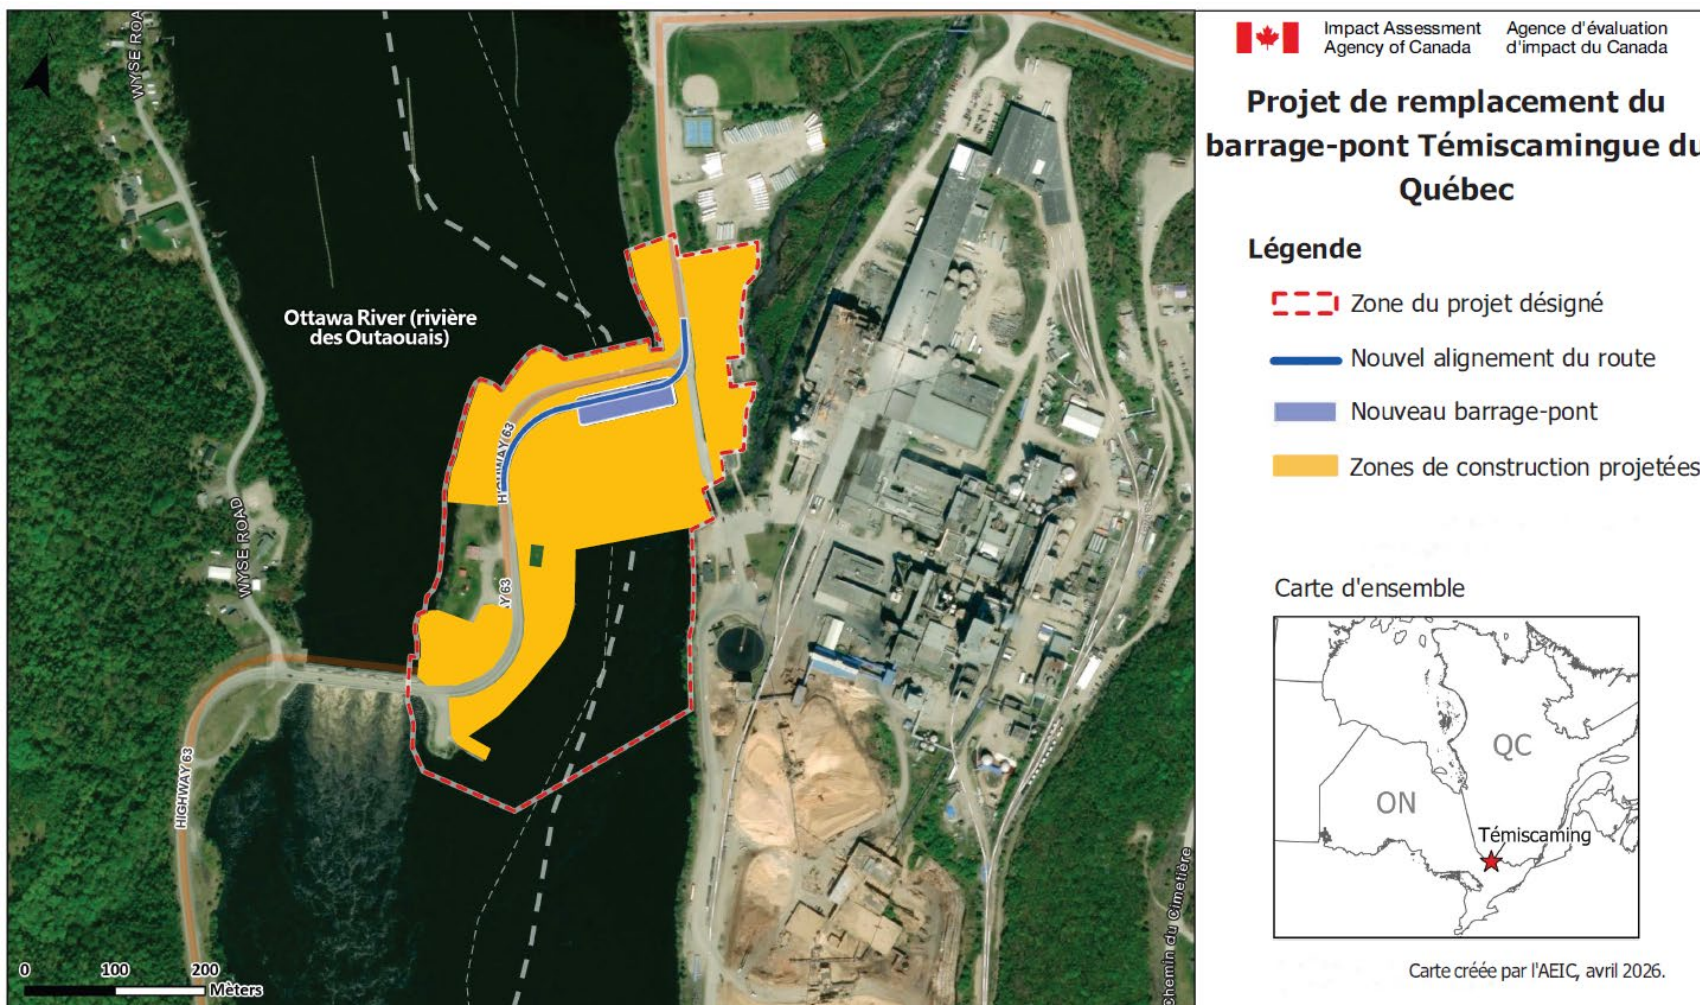 WYSE ROA
Ottawa River (rivière
des Outaouais)
HIGHWAY 63
WYSE ROAD
Y 63
HIGHWAY 63
Chemin du Cimetière
0 100 200
Mèters
Impact Assessment
Agency of Canada
Agence d'évaluation
d'impact du Canada
Projet de remplacement du
barrage-pont Témiscamingue du
Québec
Légende
Zone du projet désigné
Nouvel alignement du route
Nouveau barrage-pont
Zones de construction projetées
Carte d'ensemble
QC
ON
Témiscaming
Carte créée par l'AEIC, avril 2026.